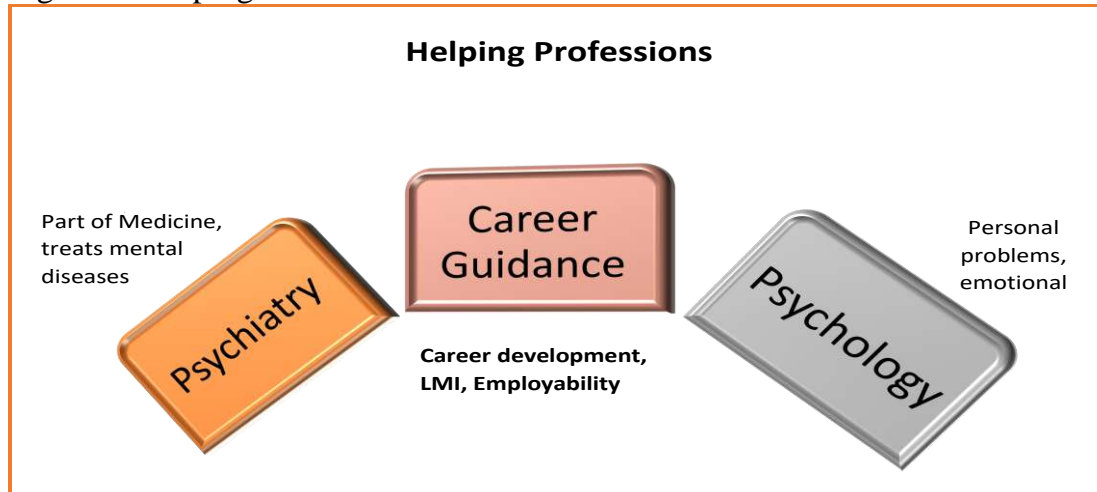 Helping Professions
Part of Medicine,
treats mental
diseases
Psychiatry
Career
Guidance
Career development,
LMI, Employability
Psychology
Personal
problems,
emotional